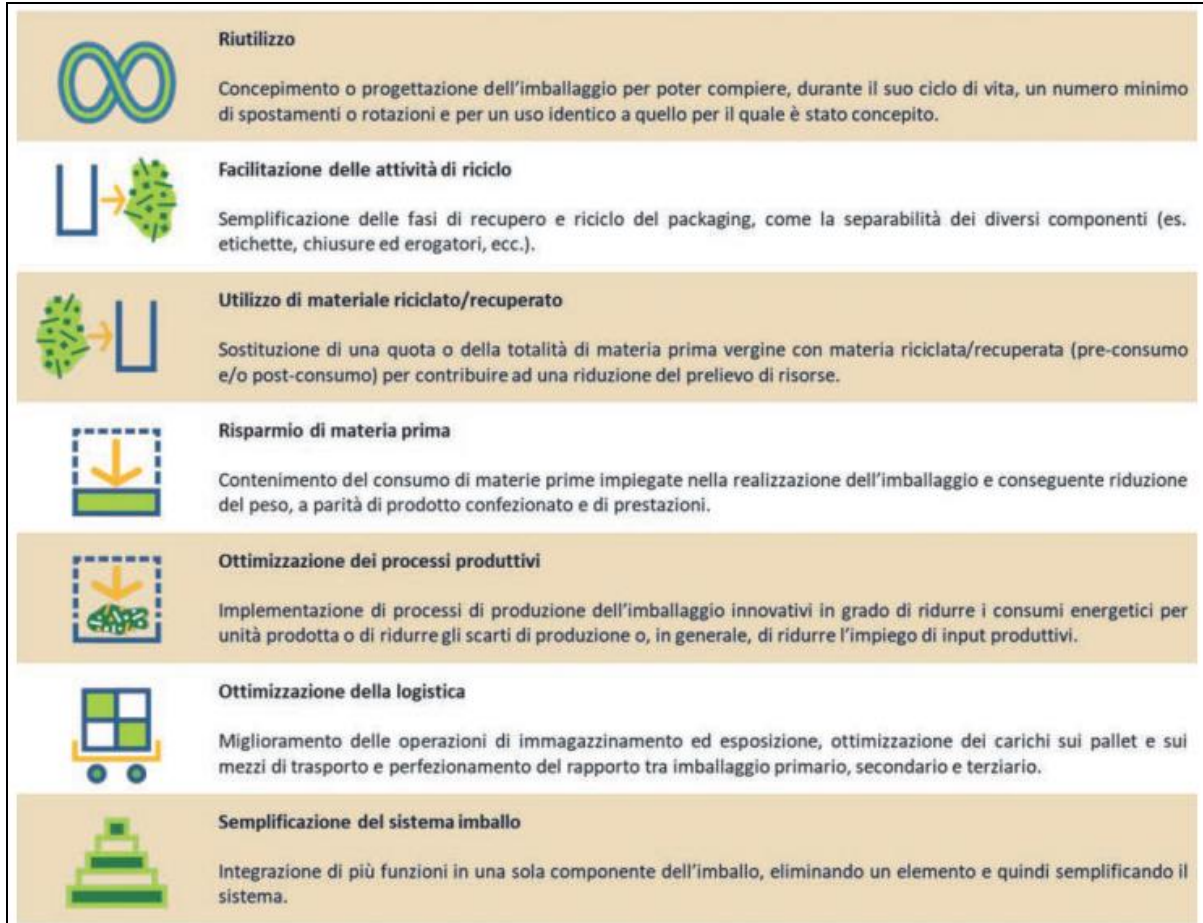 Riutilizzo
Concepimento o progettazione dell'imballaggio per poter compiere, durante il suo ciclo di vita, un numero minimo
di spostamenti o rotazioni e per un uso identico a quello per il quale è stato concepito.
Facilitazione delle attività di riciclo
Semplificazione delle fasi di recupero e riciclo del packaging, come la separabilità dei diversi componenti (es.
etichette, chiusure ed erogatori, ecc.).
Utilizzo di materiale riciclato/recuperato
Sostituzione di una quota o della totalità di materia prima vergine con materia riciclata/recuperata (pre-consumo
e/o post-consumo) per contribuire ad una riduzione del prelievo di risorse.
Risparmio di materia prima
Contenimento del consumo di materie prime impiegate nella realizzazione dell'imballaggio e conseguente riduzione
del peso, a parità di prodotto confezionato e di prestazioni.
Ottimizzazione dei processi produttivi
Implementazione di processi di produzione dell'imballaggio innovativi in grado di ridurre i consumi energetici per
unità prodotta o di ridurre gli scarti di produzione o, in generale, di ridurre l'impiego di input produttivi.
Ottimizzazione della logistica
Miglioramento delle operazioni di immagazzinamento ed esposizione, ottimizzazione dei carichi sui pallet e sui
mezzi di trasporto e perfezionamento del rapporto tra imballaggio primario, secondario e terziario.
Semplificazione del sistema imballo
Integrazione di più funzioni in una sola componente dell'imballo, eliminando un elemento e quindi semplificando il
sistema.